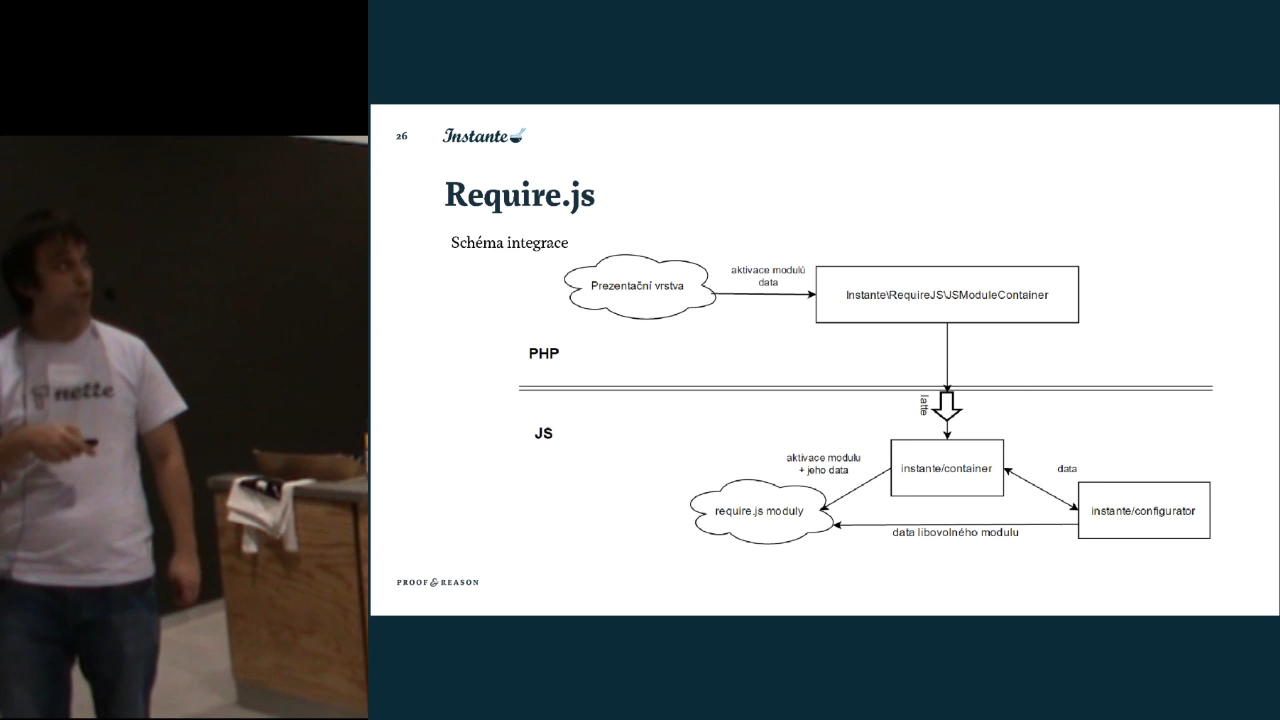 26
Instante
Require.js
Schéma integrace
Prezentační vrstva
aktivace modulů
data
Instante\RequireJS\JSModuleContainer
PHP
latte
JS
aktivace modulu
+ jeho data
instante/container
data
require.js moduly
instante/configurator
data libovolného modulu
PROOF & REASON
nette